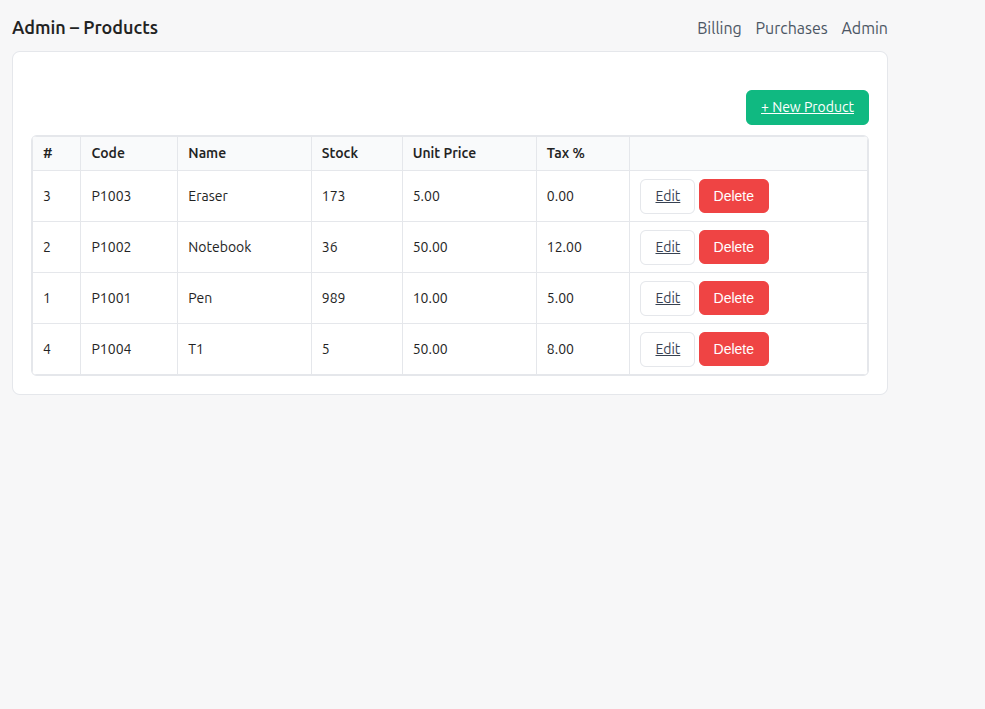 Admin – Products Billing Purchases Admin
+ New Product
# Code Name Stock Unit Price Tax %
3 P1003 Eraser 173 5.00 0.00 Edit Delete
2 P1002 Notebook 36 50.00 12.00 Edit Delete
1 P1001 Pen 989 10.00 5.00 Edit Delete
4 P1004 T1 5 50.00 8.00 Edit Delete